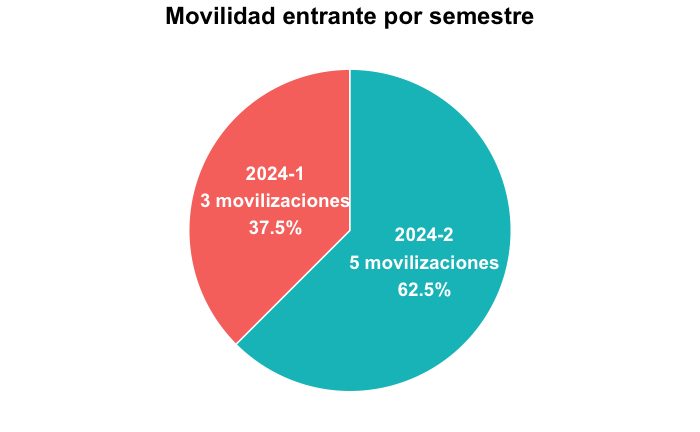 Movilidad entrante por semestre
2024-1
3 movilizaciones
37.5%
2024-2
5 movilizaciones
62.5%